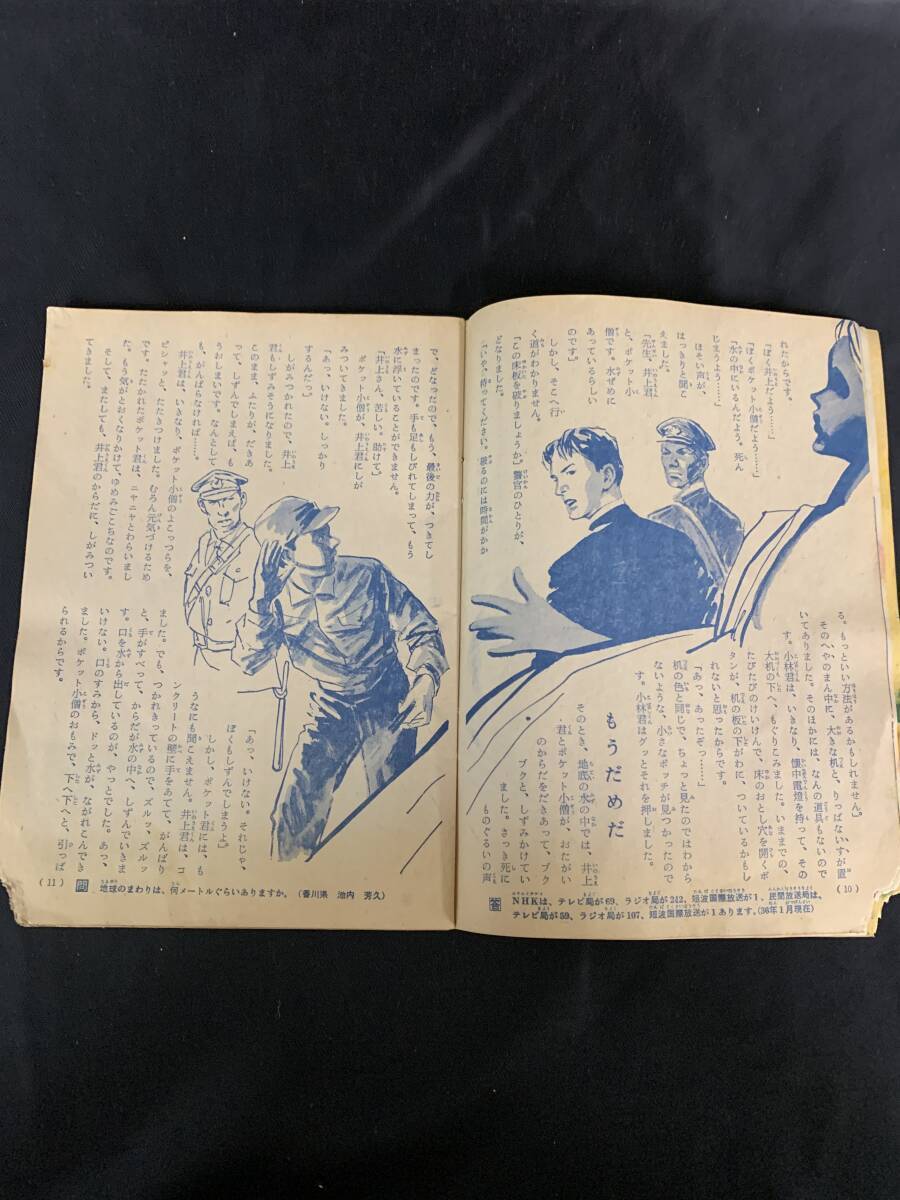 れたからです。
「ぼく井上だよう……」
「ぼくポケット小僧だよう……」
「水の中にいるんだよう。死ん
じまうよう……」
ほそい声が、
はっきりと聞こ
えました。
「先生、井上君
と、ポケット小
僧です。水ぜめに
あっているらしい
です。」
しかし、そこへ行
く道がわかりません。
「この床板を破りましょうか」警官のひとりが、
どなりました。
「いや、待ってください。破るのには時間がかか
る。もっといい方法があるかもしれません」
そのへやのまん中に、大きな机と、りっぱないすが置
いてありました。そのほかには、なんの道具もないので
す。小林君は、いきなり、懐中電燈を持って、その
大机の下へ、もぐりこみました。いままでの、
たびたびのけいけんで、床のおとし穴を開くボ
タンが、机の板の下がわに、ついているかもし
れないと思ったからです。
「あっ、あったぞっ……」
机の色と同じで、ちょっと見たのではわから
ないような、小さなポッチが見つかったので
す。小林君はグッとそれを押しました。
もうだめだ
そのとき、地底の水の中では、井上
君とポケット小僧が、おたがい
のからだをだきあって、ブク
ブクと、しずみかけてい
ました。さっき死に
ものぐるいの声
(10)
答 NHKは、テレビ局が69、ラジオ局が242、短波国際放送が1、民間放送局は、
テレビ局が59、ラジオ局が107、短波国際放送が1あります。(36年1月現在)
で、どなったので、もう、最後の力が、つきてし
まったのです。手も足もしびれてしまって、もう
水に浮いていることができません。
「井上さん、苦しい。助けて」
ポケット小僧が、井上君にしが
みついてきました。
「あっ、いけない。しっかり
するんだっ」
しがみつかれたので、井上
君もしずみそうになりました。
このまま、ふたりが、だきあ
って、しずんでしまえば、も
うおしまいです。なんとして
も、がんばらなければ……。
井上君は、いきなり、ポケット小僧のよこっつらを、
ピシャッと、たたきつけました。むろん元気づけるため
です。たたかれたポケット君は、ニヤニヤとわらいまし
た。もう気がとおくなりかけて、ゆめみごこちなのです。
そして、またしても、井上君のからだに、しがみつい
てきました。
「あっ、いけない。それじゃ、
ぼくもしずんでしまうよ」
しかし、ポケット君には、も
うなにも聞こえません。井上君は、コ
ンクリートの壁に手をあてて、がんばり
ました。でも、つかれきっているので、ズルッ、ズルッ
と、手がすべって、からだが水の中へ、しずんでいきま
す。口を水から出しているのが、やっとでした。あっ、
いけない。口のすみから、ドッと水が、ながれこんでき
ました。ポケット小僧のおもみで、下へ下へと、引っぱ
られるからです。
(11)
問 地球のまわりは、何メートルぐらいありますか。(香川県 池内 芳久)